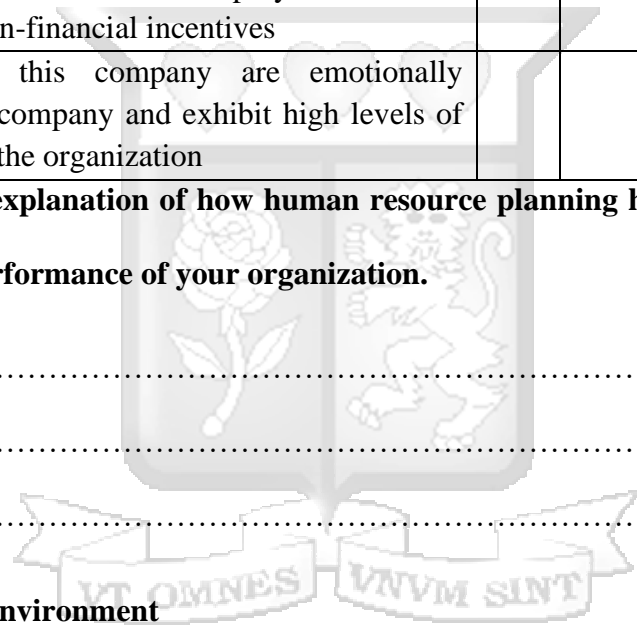 n-financial incentives
this company are emotionally
company and exhibit high levels of
the organization
explanation of how human resource planning h
rformance of your organization.
……………………………………………………………
……………………………………………………………
……………………………………………………………
VT OMNES VNVM SINT
nvironment